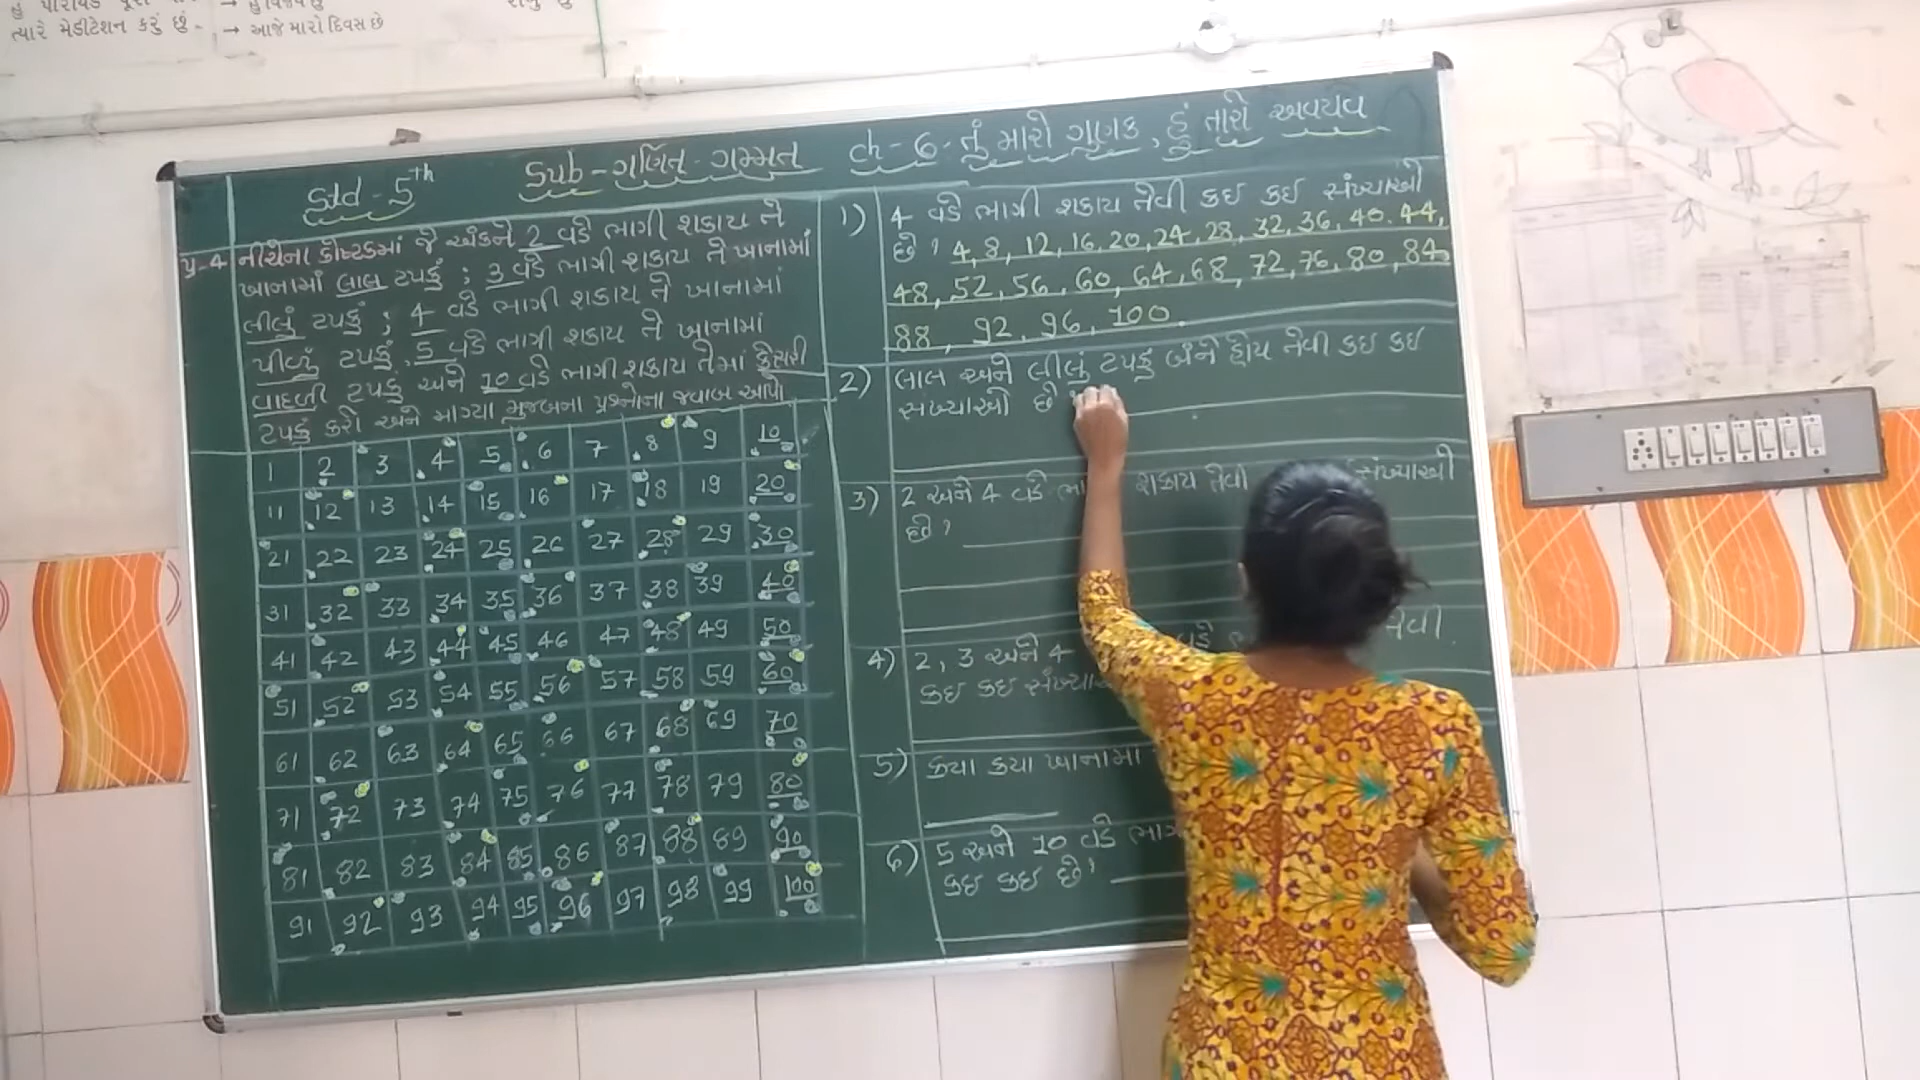 ત્યારે મેડીટેશન કરું છું.
→ આજે મારો દિવસ છે
Std - 5th
Sub - ગણિત-ગમ્મત
ch - 6 - તું મારો ગુણક, હું તારો અવયવ
પ્ર-4 નીચેના કોષ્ટકમાં જે અંકને 2 વડે ભાગી શકાય તે
ખાનામાં લાલ ટપકું ; 3 વડે ભાગી શકાય તે ખાનામાં
લીલું ટપકું ; 4 વડે ભાગી શકાય તે ખાનામાં
પીળું ટપકું, 5 વડે ભાગી શકાય તે ખાનામાં
વાદળી ટપકું અને 10 વડે ભાગી શકાય તેમાં કેસરી
ટપકું કરો અને માગ્યા મુજબના પ્રશ્નોના જવાબ આપો.
1 2 3 4 5 6 7 8 9 10
11 12 13 14 15 16 17 18 19 20
21 22 23 24 25 26 27 28 29 30
31 32 33 34 35 36 37 38 39 40
41 42 43 44 45 46 47 48 49 50
51 52 53 54 55 56 57 58 59 60
61 62 63 64 65 66 67 68 69 70
71 72 73 74 75 76 77 78 79 80
81 82 83 84 85 86 87 88 89 90
91 92 93 94 95 96 97 98 99 100
1) 4 વડે ભાગી શકાય તેવી કઇ કઇ સંખ્યાઓ
છે? 4, 8, 12, 16, 20, 24, 28, 32, 36, 40. 44,
48, 52, 56, 60, 64, 68, 72, 76, 80, 84,
88, 92, 96, 100.
2) લાલ અને લીલું ટપકું બંને હોય તેવી કઇ કઇ
સંખ્યાઓ છે
3) 2 અને 4 વડે શકાય તેવી સંખ્યાઓ
છે?
4) 2, 3 અને 4 વડે તેવી
કઇ કઇ
5) કયા કયા ખાનામાં
6) 5 અને 10 વડે
કઇ કઇ છે?